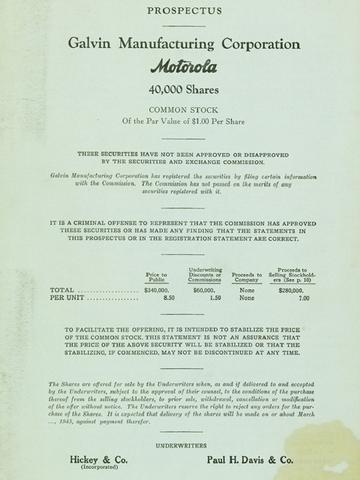 PROSPECTUS
Galvin Manufacturing Corporation
Motorola
40,000 Shares
COMMON STOCK
Of the Par Value of $1.00 Per Share
THESE SECURITIES HAVE NOT BEEN APPROVED OR DISAPPROVED
BY THE SECURITIES AND EXCHANGE COMMISSION.
Galvin Manufacturing Corporation has registered the securities by filing certain information
with the Commission. The Commission has not passed on the merits of any
securities registered with it.
IT IS A CRIMINAL OFFENSE TO REPRESENT THAT THE COMMISSION HAS APPROVED
THESE SECURITIES OR HAS MADE ANY FINDING THAT THE STATEMENTS IN
THIS PROSPECTUS OR IN THE REGISTRATION STATEMENT ARE CORRECT.
Price to Public Underwriting Discounts or Commissions Proceeds to Company Proceeds to Selling Stockhold-ers (See p. 10)
TOTAL .................... $340,000. $60,000. None $280,000.
PER UNIT ................ 8.50 1.50 None 7.00
TO FACILITATE THE OFFERING, IT IS INTENDED TO STABILIZE THE PRICE
OF THE COMMON STOCK. THIS STATEMENT IS NOT AN ASSURANCE THAT
THE PRICE OF THE ABOVE SECURITY WILL BE STABILIZED OR THAT THE
STABILIZING, IF COMMENCED, MAY NOT BE DISCONTINUED AT ANY TIME.
The Shares are offered for sale by the Underwriters when, as and if delivered to and accepted
by the Underwriters, subject to the approval of their counsel, to the conditions of the purchase
thereof from the selling stockholders, to prior sale, withdrawal, cancellation or modification
of the offer without notice. The Underwriters reserve the right to reject any orders for the pur-
chase of the Shares. It is expected that delivery of the shares will be made on or about March
..., 1943, against payment therefor.
UNDERWRITERS
Hickey & Co. Paul H. Davis & Co.
(Incorporated)